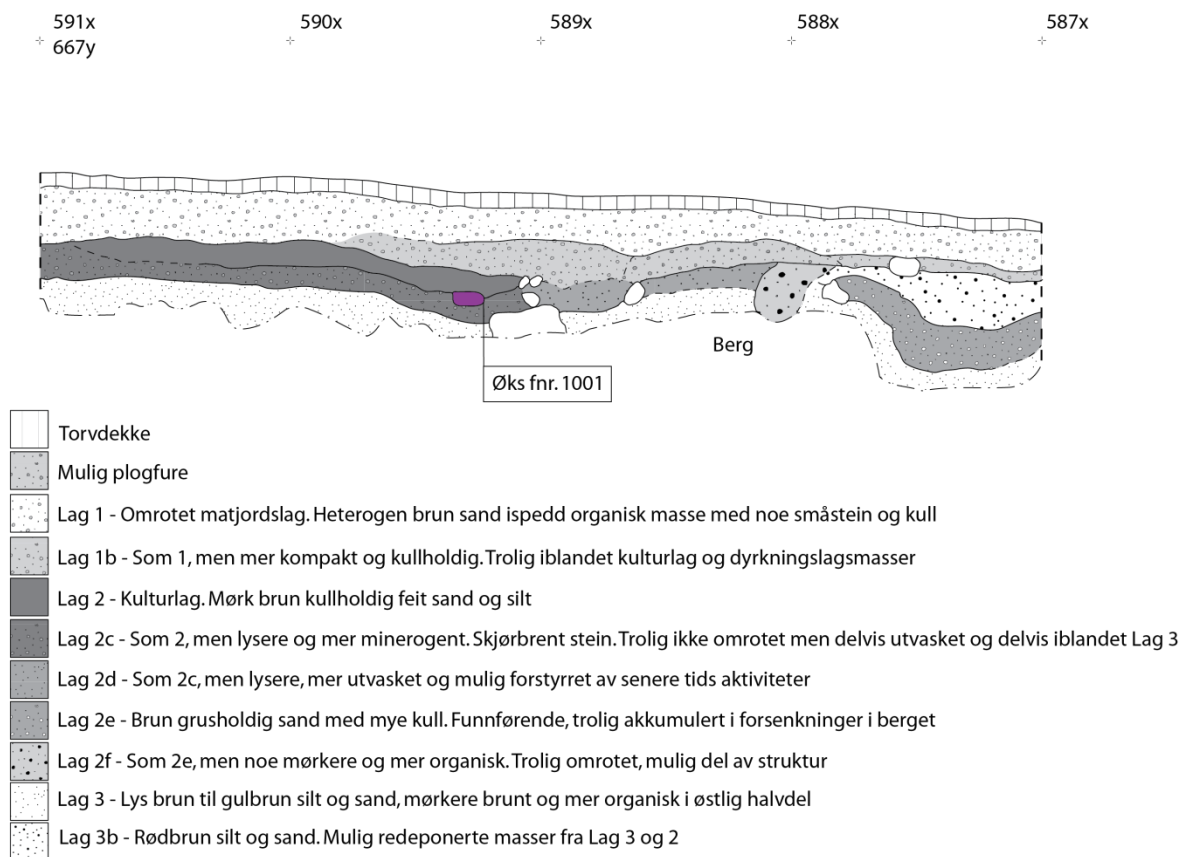 591x 590x 589x 588x 587x
667y
Berg
Øks fnr. 1001
Torvdekke
Mulig plogfure
Lag 1 - Omrotet matjordslag. Heterogen brun sand ispedd organisk masse med noe småstein og kull
Lag 1b - Som 1, men mer kompakt og kullholdig. Trolig iblandet kulturlag og dyrkningslagsmasser
Lag 2 - Kulturlag. Mørk brun kullholdig feit sand og silt
Lag 2c - Som 2, men lysere og mer minerogent. Skjørbrent stein. Trolig ikke omrotet men delvis utvasket og delvis iblandet Lag 3
Lag 2d - Som 2c, men lysere, mer utvasket og mulig forstyrret av senere tids aktiviteter
Lag 2e - Brun grusholdig sand med mye kull. Funnførende, trolig akkumulert i forsenkninger i berget
Lag 2f - Som 2e, men noe mørkere og mer organisk. Trolig omrotet, mulig del av struktur
Lag 3 - Lys brun til gulbrun silt og sand, mørkere brunt og mer organisk i østlig halvdel
Lag 3b - Rødbrun silt og sand. Mulig redeponerte masser fra Lag 3 og 2